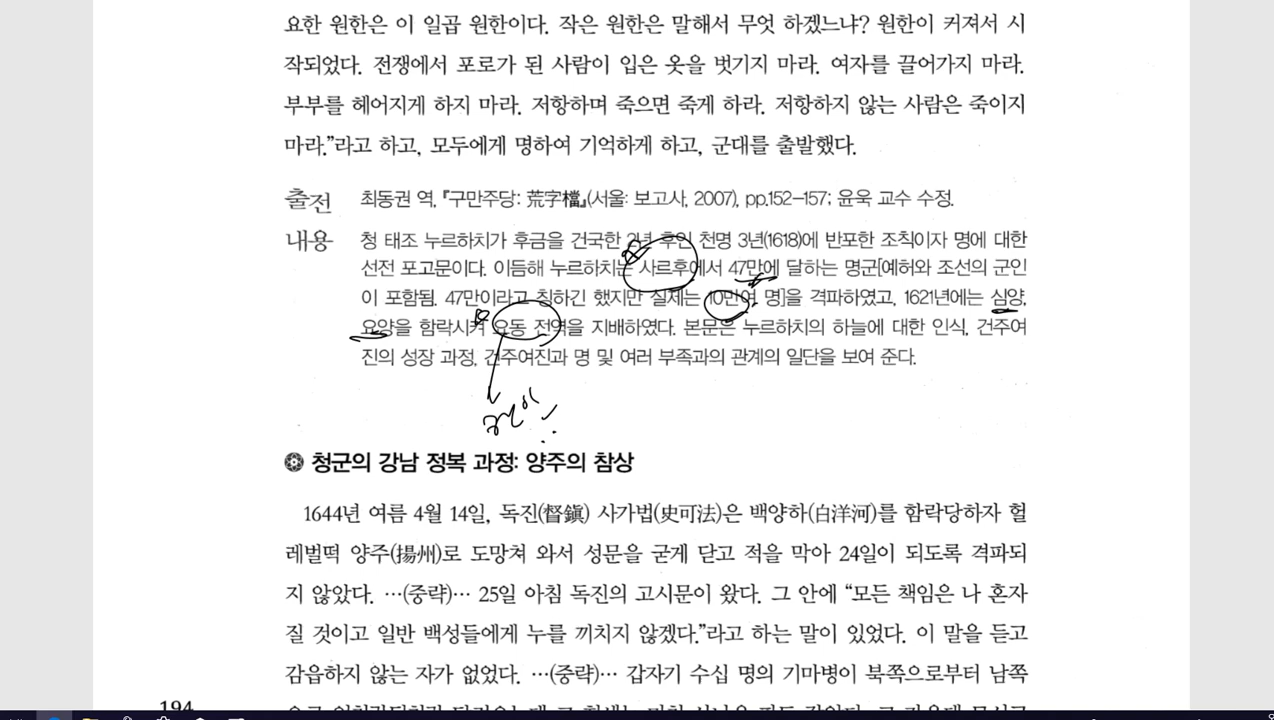 요한 원한은 이 일곱 원한이다. 작은 원한은 말해서 무엇 하겠느냐? 원한이 커져서 시
작되었다. 전쟁에서 포로가 된 사람이 입은 옷을 벗기지 마라. 여자를 끌어가지 마라.
부부를 헤어지게 하지 마라. 저항하며 죽으면 죽게 하라. 저항하지 않는 사람은 죽이지
마라.”라고 하고, 모두에게 명하여 기억하게 하고, 군대를 출발했다.
출전 최동권 역, 『구만주당: 荒字檔』(서울: 보고사, 2007), pp.152-157; 윤욱 교수 수정.
내용 청 태조 누르하치가 후금을 건국한 2년 후인 천명 3년(1618)에 반포한 조칙이자 명에 대한
선전 포고문이다. 이듬해 누르하치는 사르후에서 47만에 달하는 명군[예허와 조선의 군인
이 포함됨. 47만이라고 칭하긴 했지만 실제는 10만여 명]을 격파하였고, 1621년에는 심양,
요양을 함락시켜 요동 전역을 지배하였다. 본문은 누르하치의 하늘에 대한 인식, 건주여
진의 성장 과정, 건주여진과 명 및 여러 부족과의 관계의 일단을 보여 준다.
청군의 강남 정복 과정: 양주의 참상
1644년 여름 4월 14일, 독진(督鎭) 사가법(史可法)은 백양하(白洋河)를 함락당하자 헐
레벌떡 양주(揚州)로 도망쳐 와서 성문을 굳게 닫고 적을 막아 24일이 되도록 격파되
지 않았다. …(중략)… 25일 아침 독진의 고시문이 왔다. 그 안에 “모든 책임은 나 혼자
질 것이고 일반 백성들에게 누를 끼치지 않겠다.”라고 하는 말이 있었다. 이 말을 듣고
감읍하지 않는 자가 없었다. …(중략)… 갑자기 수십 명의 기마병이 북쪽으로부터 남쪽
194